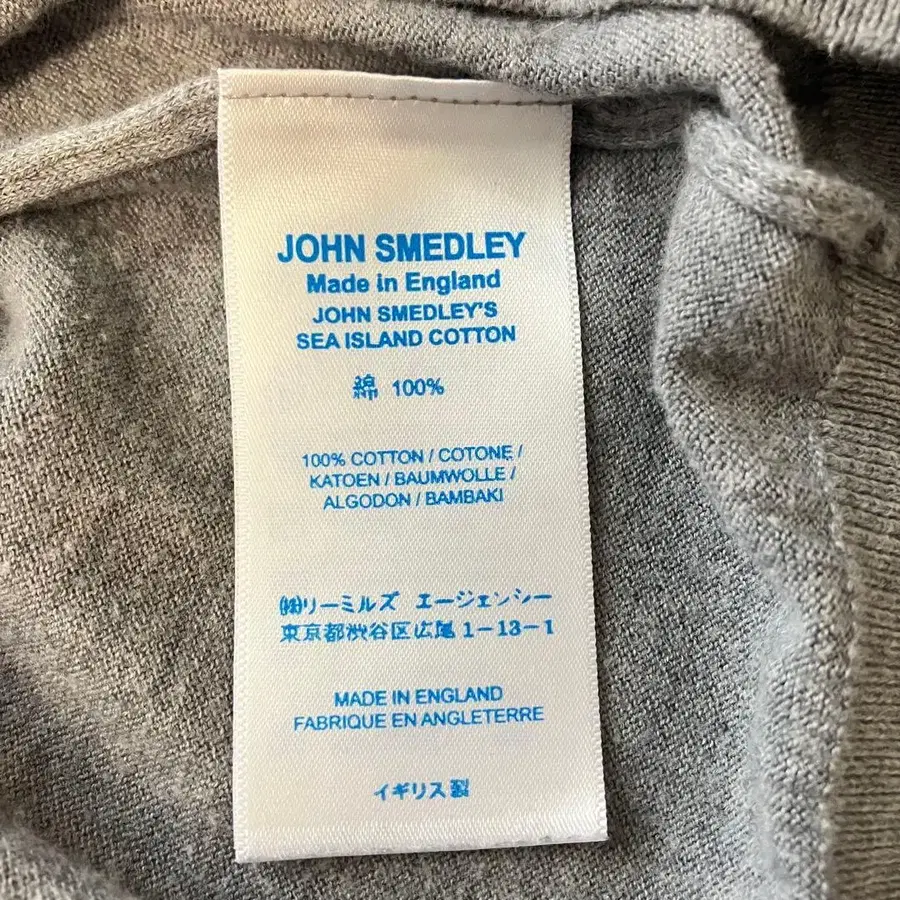 JOHN SMEDLEY
Made in England
JOHN SMEDLEY'S
SEA ISLAND COTTON
綿 100%
100% COTTON / COTONE /
KATOEN / BAUMWOLLE /
ALGODON / BAMBAKI
㈱リーミルズ エージェンシー
東京都渋谷区広尾1-13-1
MADE IN ENGLAND
FABRIQUE EN ANGLETERRE
イギリス製